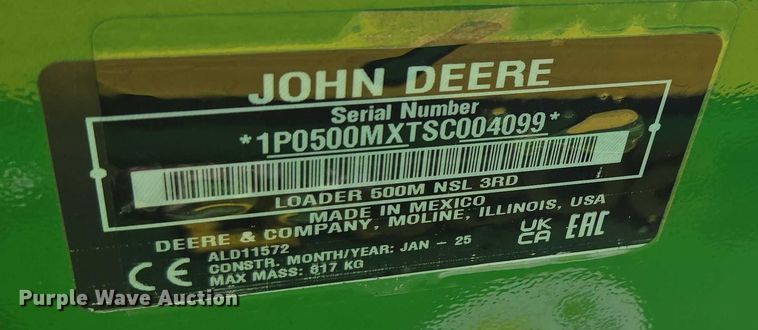 JOHN DEERE
Serial Number
*1P0500MXTSC004099*
LOADER 500M NSL 3RD
MADE IN MEXICO
DEERE & COMPANY, MOLINE, ILLINOIS, USA
ALD11572
CONSTR. MONTH/YEAR: JAN - 25
MAX MASS: 817 KG
CE
UK
CA
EAC
Purple Wave Auction